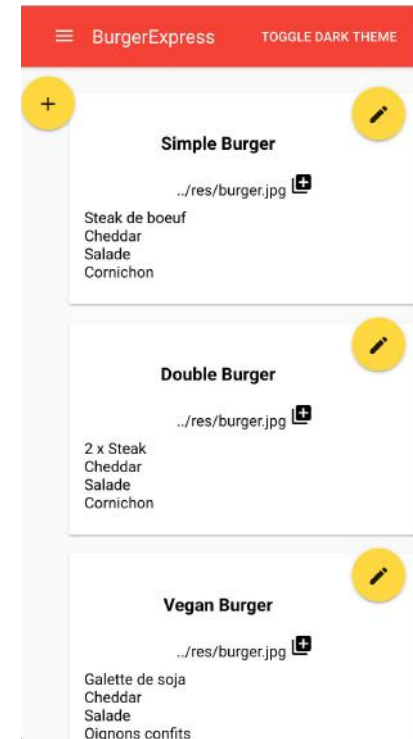 BurgerExpress TOGGLE DARK THEME
Simple Burger
../res/burger.jpg
Steak de boeuf
Cheddar
Salade
Cornichon
Double Burger
../res/burger.jpg
2 x Steak
Cheddar
Salade
Cornichon
Vegan Burger
../res/burger.jpg
Galette de soja
Cheddar
Salade
Oignons confits